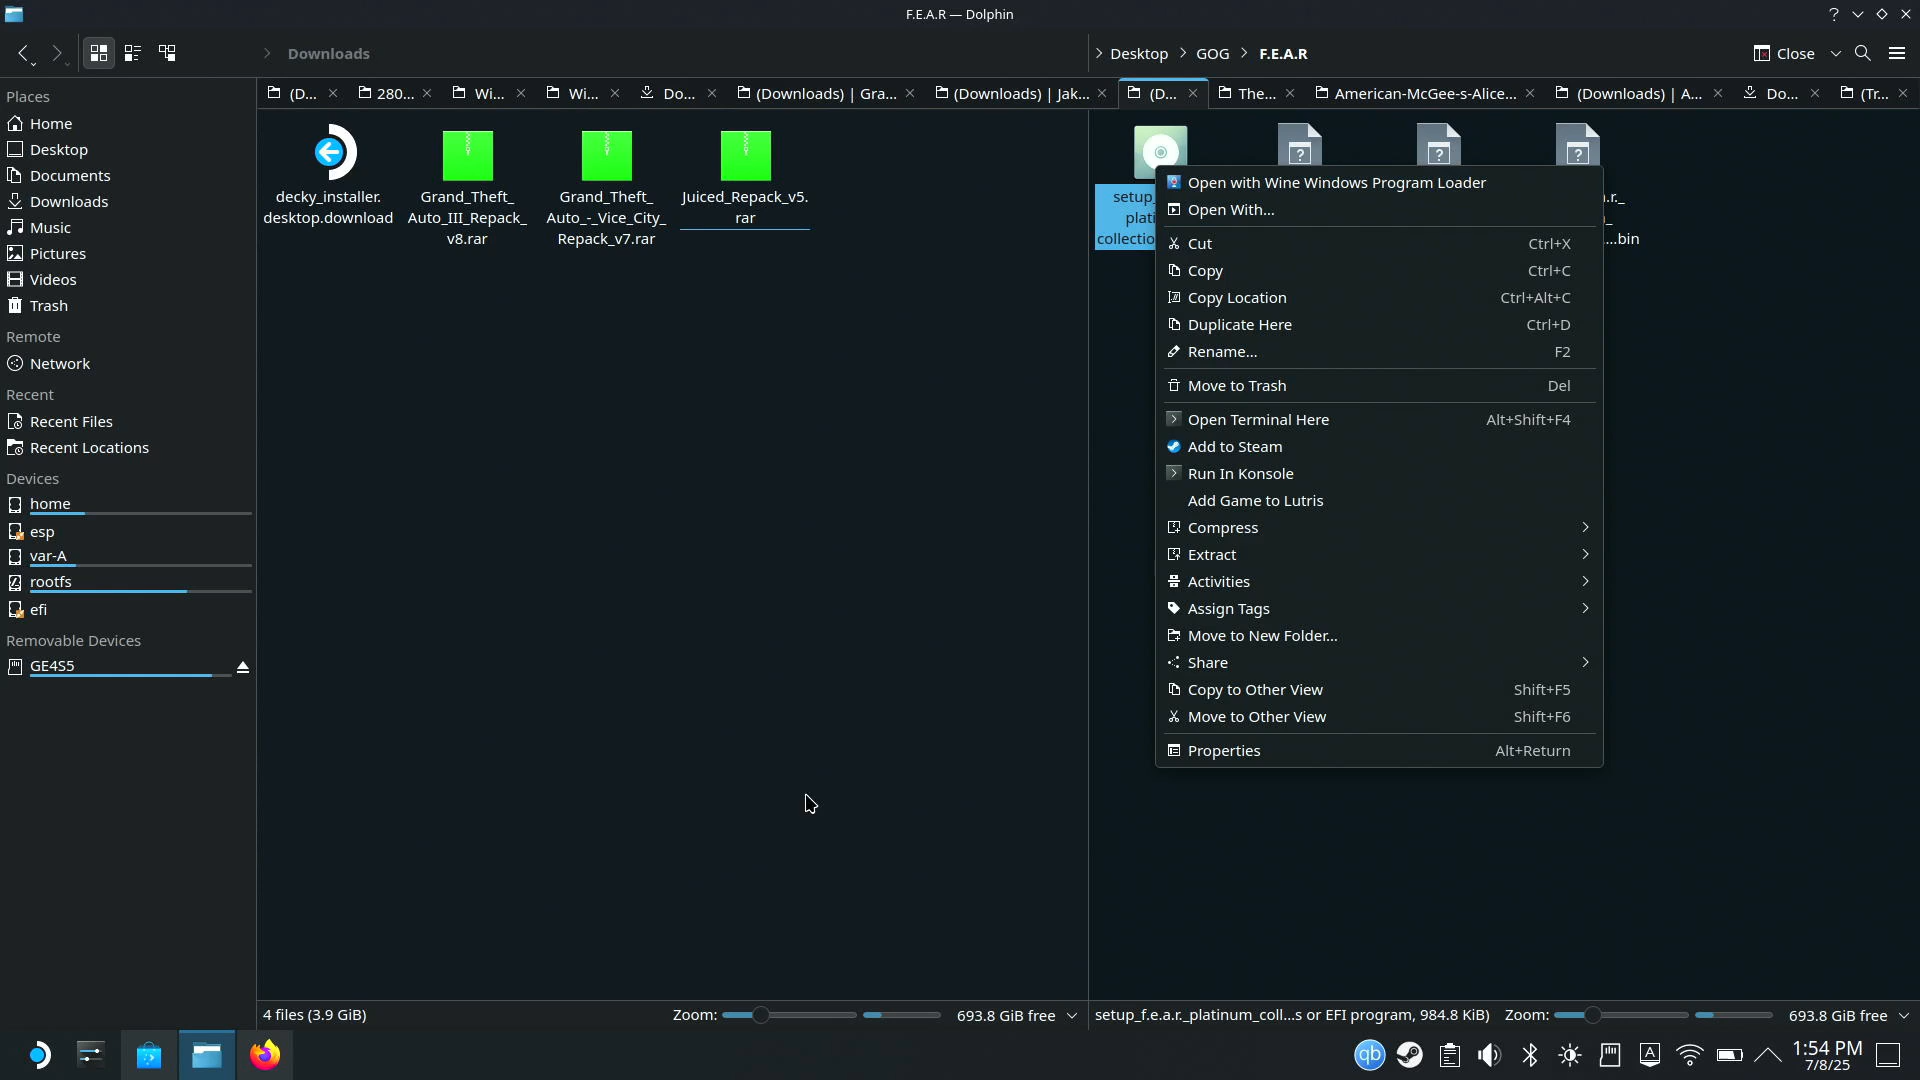 F.E.A.R — Dolphin
?
Downloads
Desktop
GOG
F.E.A.R
Close
(D...
280...
Wi...
Wi...
Do...
(Downloads) | Gra...
(Downloads) | Jak...
(D...
The...
American-McGee-s-Alice...
(Downloads) | A...
Do...
(Tr...
Places
Home
Desktop
Documents
Downloads
Music
Pictures
Videos
Trash
Remote
Network
Recent
Recent Files
Recent Locations
Devices
home
esp
var-A
rootfs
efi
Removable Devices
GE4S5
decky_installer.
desktop.download
Grand_Theft_
Auto_III_Repack_
v8.rar
Grand_Theft_
Auto_-_Vice_City_
Repack_v7.rar
Juiced_Repack_v5.
rar
setup_
plati
collectio
?
?
?
.r._
_
...bin
Open with Wine Windows Program Loader
Open With...
Cut Ctrl+X
Copy Ctrl+C
Copy Location Ctrl+Alt+C
Duplicate Here Ctrl+D
Rename... F2
Move to Trash Del
Open Terminal Here Alt+Shift+F4
Add to Steam
Run In Konsole
Add Game to Lutris
Compress
Extract
Activities
Assign Tags
Move to New Folder...
Share
Copy to Other View Shift+F5
Move to Other View Shift+F6
Properties Alt+Return
4 files (3.9 GiB)
Zoom:
693.8 GiB free
setup_f.e.a.r._platinum_coll...s or EFI program, 984.8 KiB)
Zoom:
693.8 GiB free
qb
A
1:54 PM
7/8/25